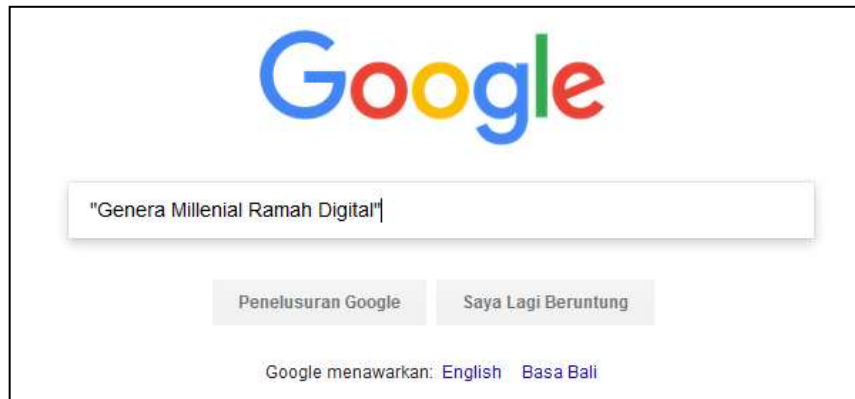 Google
"Genera Millenial Ramah Digital"
Penelusuran Google Saya Lagi Beruntung
Google menawarkan: English Basa Bali